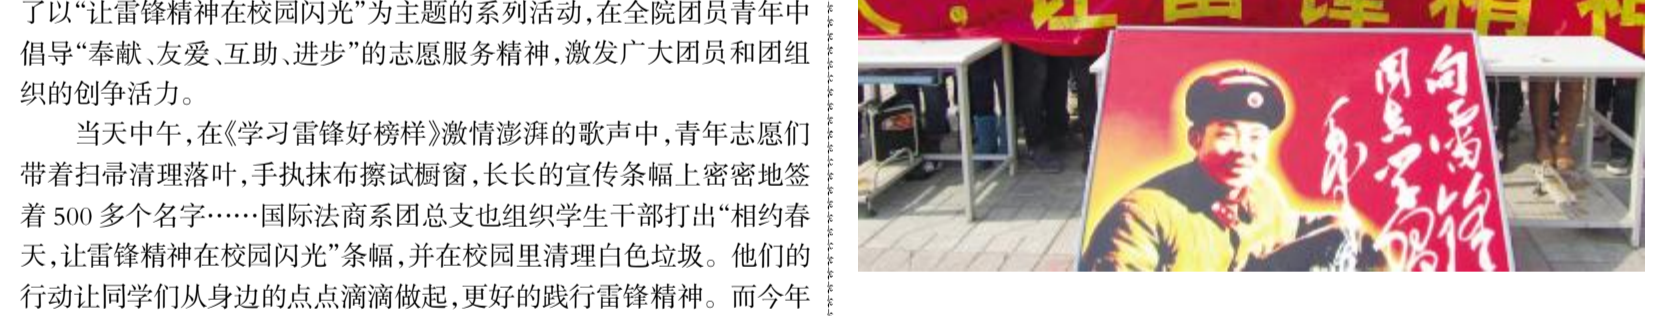 了以“让雷锋精神在校园闪光”为主题的系列活动,在全院团员青年中
倡导“奉献、友爱、互助、进步”的志愿服务精神,激发广大团员和团组
织的创争活力。
当天中午,在《学习雷锋好榜样》激情澎湃的歌声中,青年志愿们
带着扫帚清理落叶,手执抹布擦试橱窗,长长的宣传条幅上密密地签
着 500 多个名字……国际法商系团总支也组织学生干部打出“相约春
天,让雷锋精神在校园闪光”条幅,并在校园里清理白色垃圾。他们的
行动让同学们从身边的点点滴滴做起,更好的践行雷锋精神。而今年
让雷锋精神
向雷锋
同志学习